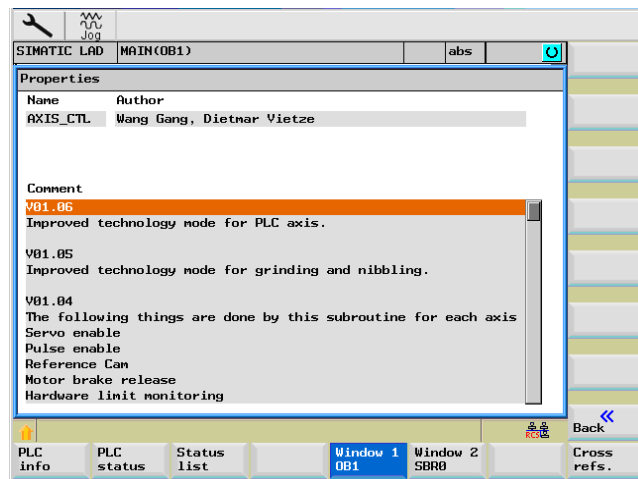 Jog
SIMATIC LAD MAIN(OB1) abs
Properties
Name Author
AXIS_CTL Wang Gang, Dietmar Vietze
Comment
V01.06
Improved technology mode for PLC axis.
V01.05
Improved technology mode for grinding and nibbling.
V01.04
The following things are done by this subroutine for each axis
Servo enable
Pulse enable
Reference Cam
Motor brake release
Hardware limit monitoring
RCS
Back
PLC info
PLC status
Status list
Window 1 OB1
Window 2 SBR0
Cross refs.